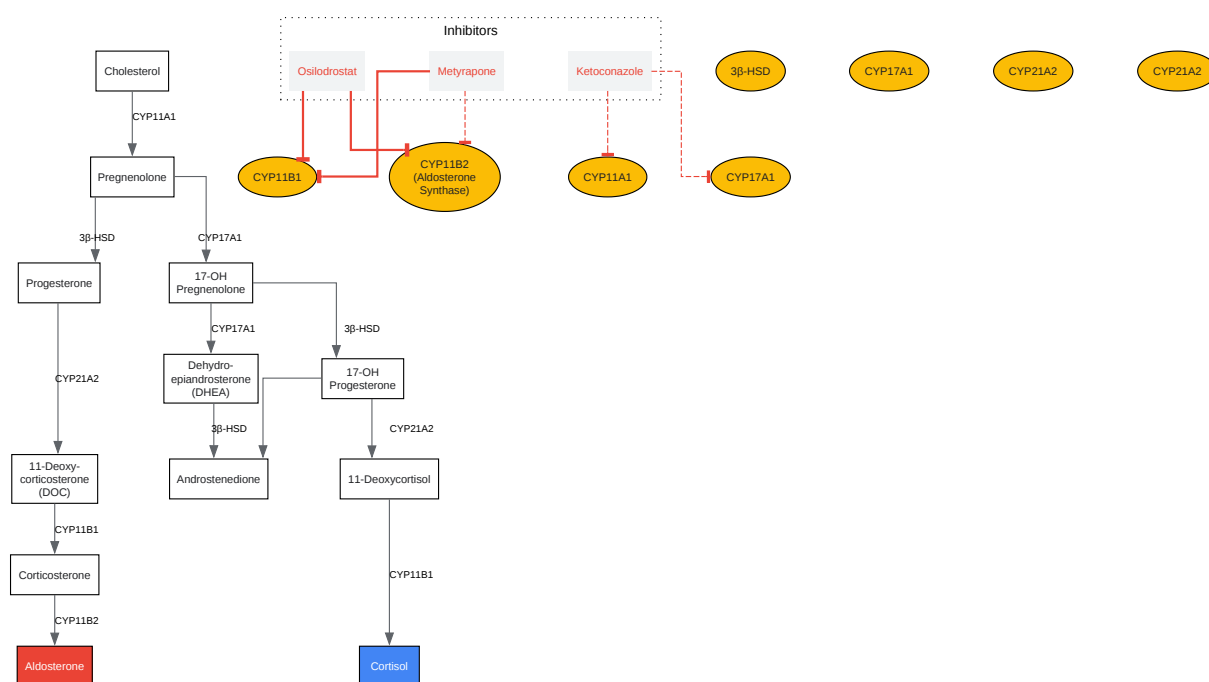 Inhibitors
Cholesterol
Osilodrostat
Metyrapone
Ketoconazole
3β-HSD
CYP17A1
CYP21A2
CYP21A2
CYP11A1
Pregnenolone
CYP11B1
CYP11B2
(Aldosterone
Synthase)
CYP11A1
CYP17A1
3β-HSD
CYP17A1
Progesterone
17-OH
Pregnenolone
CYP17A1
3β-HSD
CYP21A2
Dehydro-
epiandrosterone
(DHEA)
17-OH
Progesterone
3β-HSD
CYP21A2
11-Deoxy-
corticosterone
(DOC)
Androstenedione
11-Deoxycortisol
CYP11B1
Corticosterone
CYP11B1
CYP11B2
Aldosterone
Cortisol